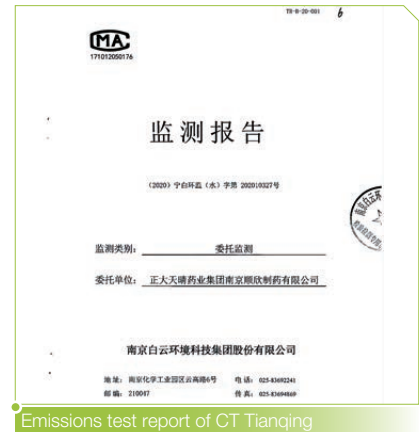 TS-B-20-081
6
MA
171012050176
监测报告
(2020) 宁白环监(水)字第 202010327号
监测类别: 委托监测
委托单位: 正大天晴药业集团南京顺欣制药有限公司
南京白云环境科技集团股份有限公司
地 址: 南京化学工业园区云高路6号 电 话: 025-83692241
邮 编: 210047 传 真: 025-83694869
Emissions test report of CT Tianqing